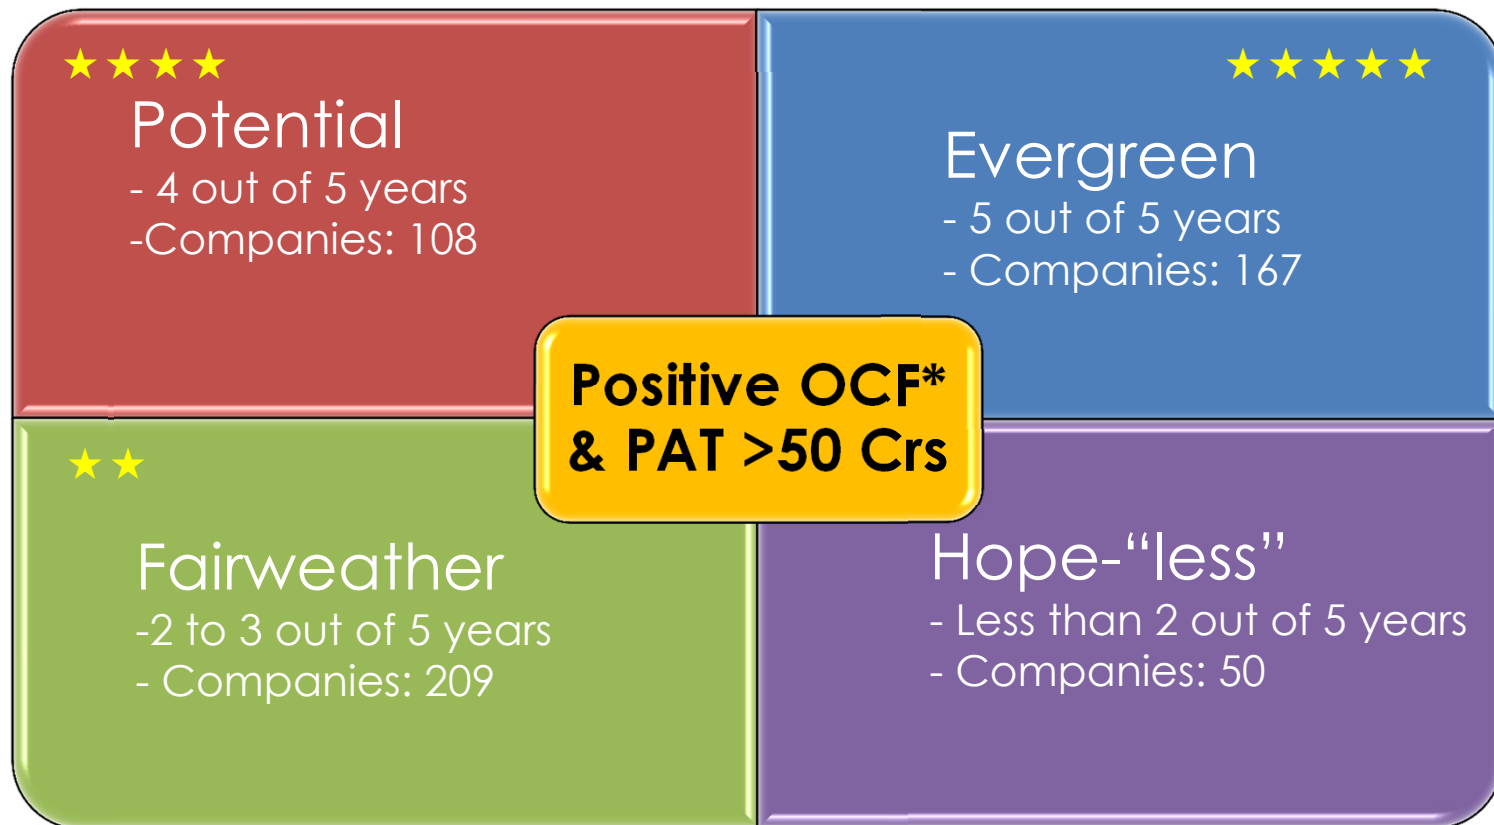 Potential
- 4 out of 5 years
-Companies: 108
Evergreen
- 5 out of 5 years
- Companies: 167
Positive OCF*
& PAT >50 Crs
Fairweather
-2 to 3 out of 5 years
- Companies: 209
Hope-“less”
- Less than 2 out of 5 years
- Companies: 50